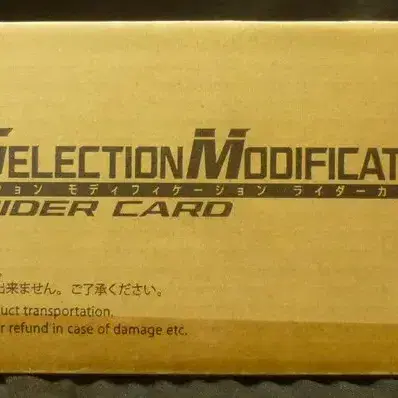 SELECTION MODIFICAT
ション モディフィケーション ライダーカ
IDER CARD
出来ません。ご了承ください。
uct transportation.
r refund in case of damage etc.